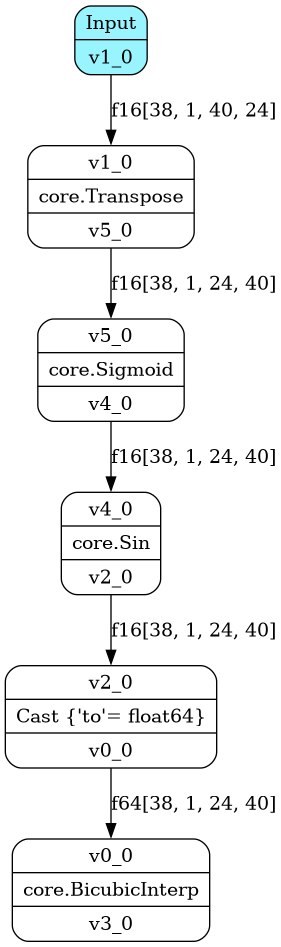 Input
v1_0
f16[38, 1, 40, 24]
v1_0
core.Transpose
v5_0
f16[38, 1, 24, 40]
v5_0
core.Sigmoid
v4_0
f16[38, 1, 24, 40]
v4_0
core.Sin
v2_0
f16[38, 1, 24, 40]
v2_0
Cast {'to'= float64}
v0_0
f64[38, 1, 24, 40]
v0_0
core.BicubicInterp
v3_0